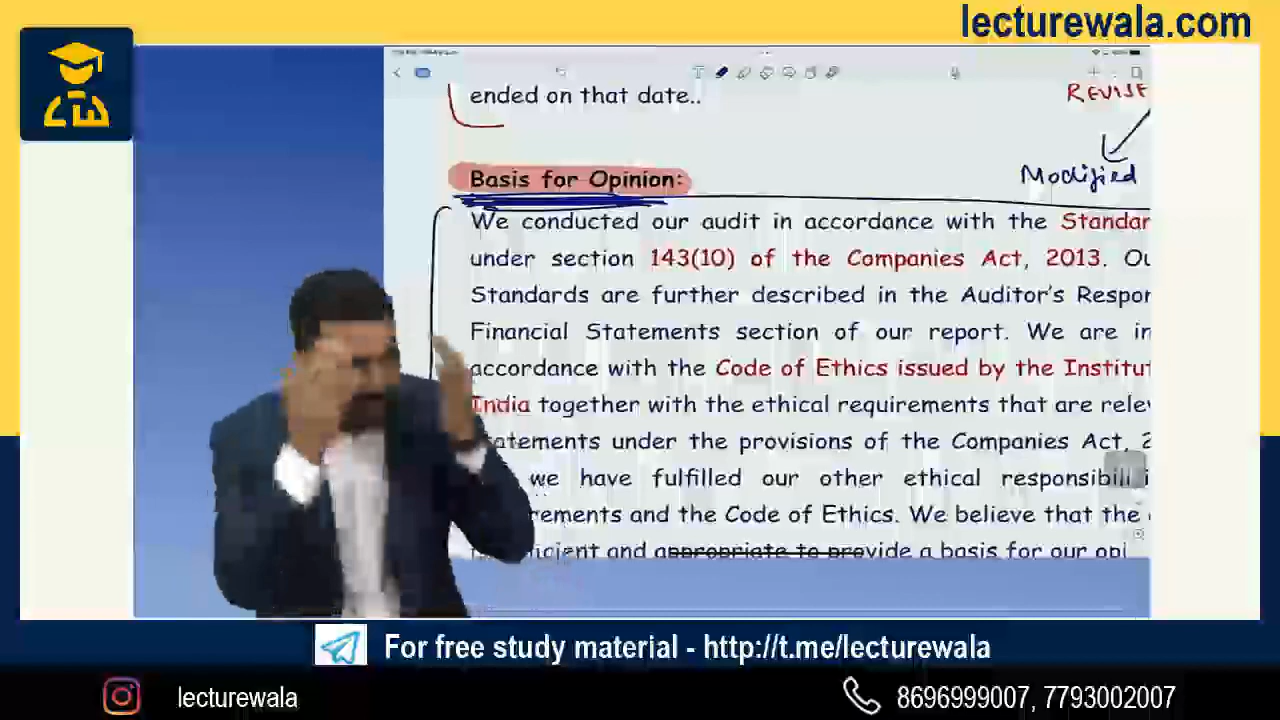 lecturewala.com
ended on that date..
REVISE
Modified
Basis for Opinion:
We conducted our audit in accordance with the Standar
under section 143(10) of the Companies Act, 2013. Ou
Standards are further described in the Auditor's Respon
Financial Statements section of our report. We are in
accordance with the Code of Ethics issued by the Institut
India together with the ethical requirements that are relev
tatements under the provisions of the Companies Act, 2
we have fulfilled our other ethical responsibili
rements and the Code of Ethics. We believe that the
icient and appropriate to provide a basis for our opi
For free study material - http://t.me/lecturewala
lecturewala
8696999007, 7793002007